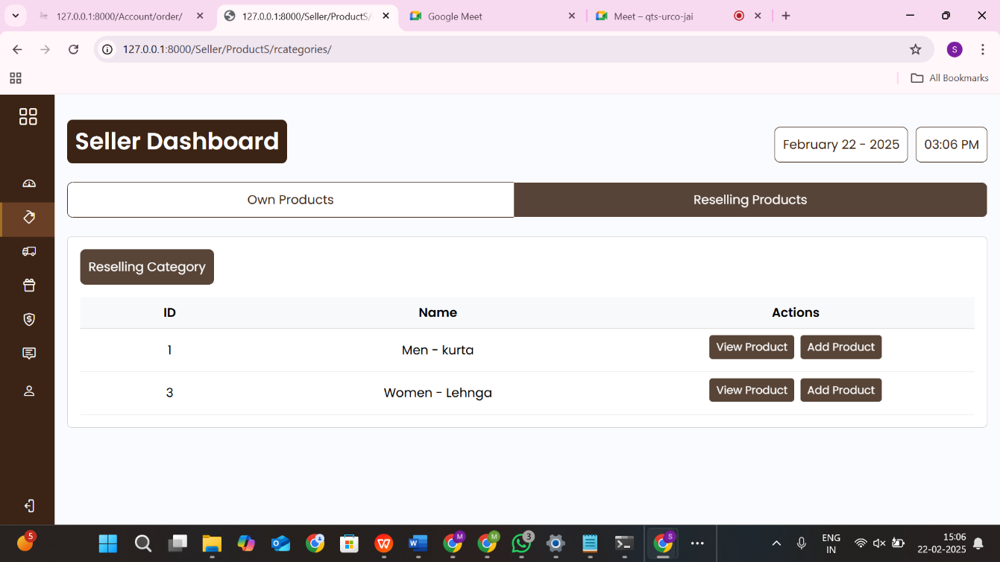 127.0.0.1:8000/Account/order/
127.0.0.1:8000/Seller/ProductS/
Google Meet
Meet – qts-urco-jai
127.0.0.1:8000/Seller/ProductS/rcategories/
S
All Bookmarks
Seller Dashboard
February 22 - 2025
03:06 PM
Own Products
Reselling Products
Reselling Category
ID Name Actions
1 Men - kurta View Product Add Product
3 Women - Lehnga View Product Add Product
5
W
W
M
M
3
S
ENG
IN
15:06
22-02-2025